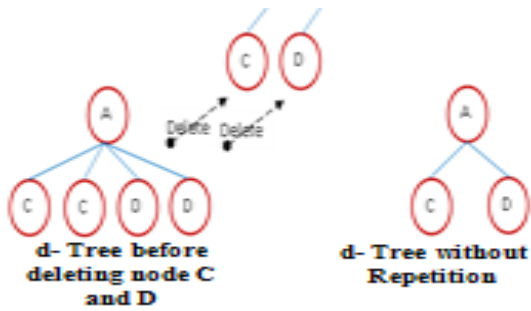 C D
A
Delete Delete
C C D D
d- Tree before
deleting node C
and D
A
C D
d- Tree without
Repetition